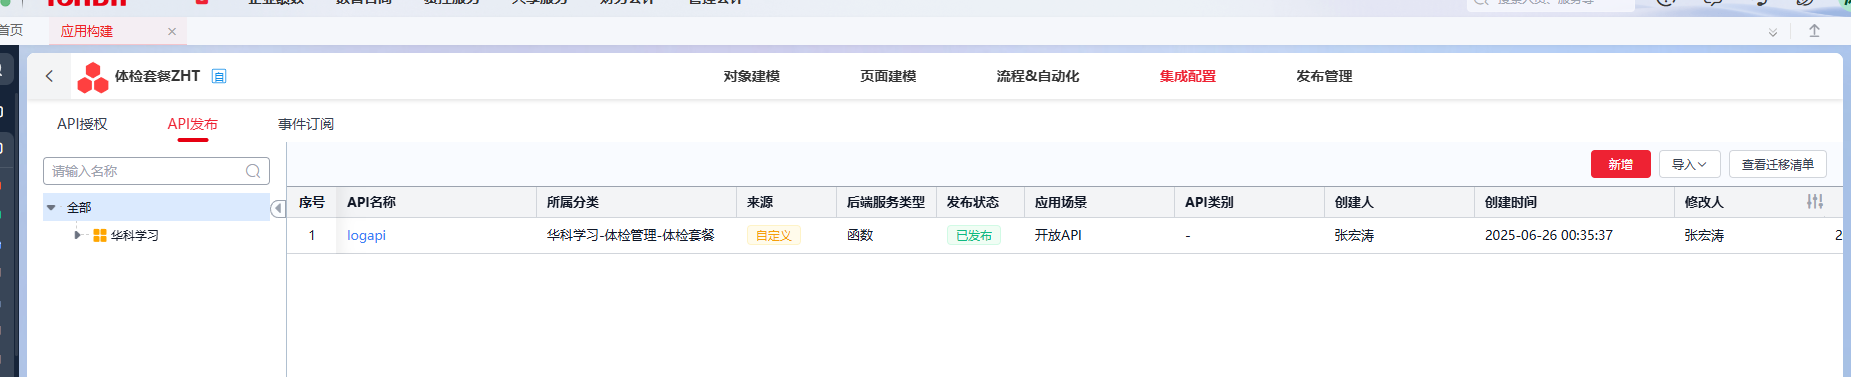 首页
应用构建
体检套餐ZHT
对象建模
页面建模
流程&自动化
集成配置
发布管理
API授权
API发布
事件订阅
请输入名称
新增
导入
查看迁移清单
全部
华科学习
序号 API名称 所属分类 来源 后端服务类型 发布状态 应用场景 API类别 创建人 创建时间 修改人
1 logapi 华科学习-体检管理-体检套餐 自定义 函数 已发布 开放API - 张宏涛 2025-06-26 00:35:37 张宏涛 2